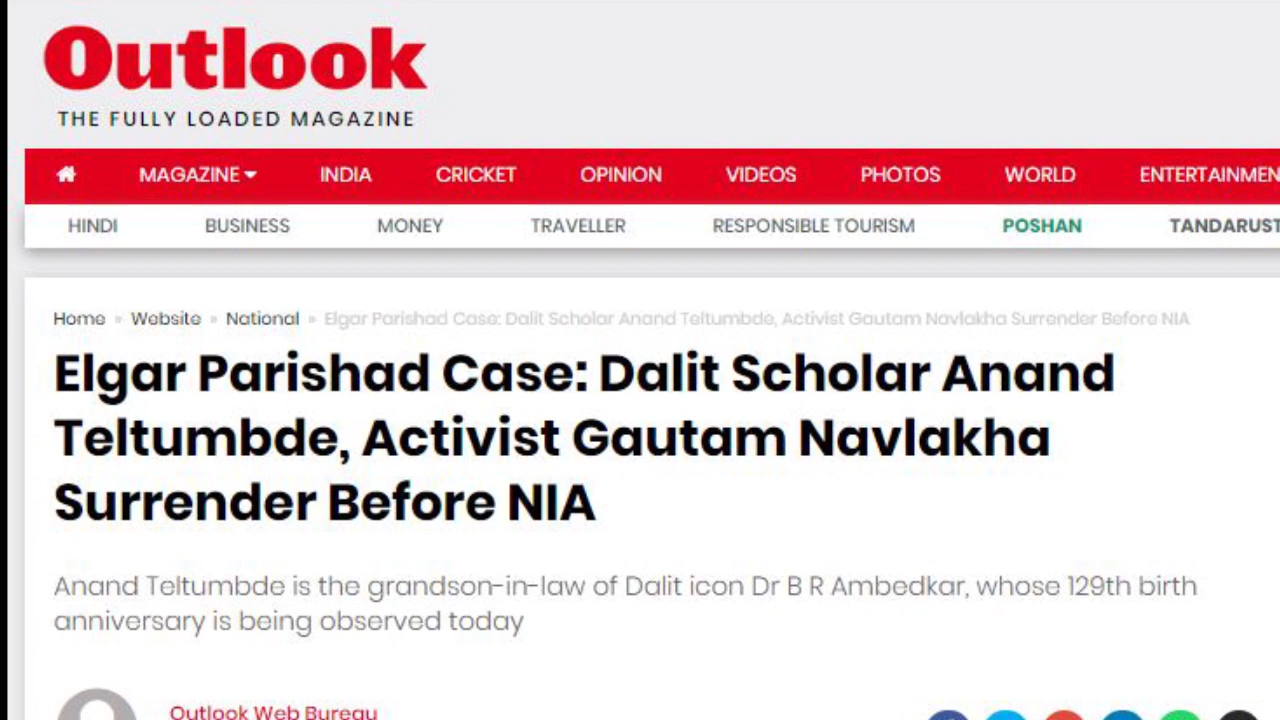 Outlook
THE FULLY LOADED MAGAZINE
MAGAZINE INDIA CRICKET OPINION VIDEOS PHOTOS WORLD ENTERTAINMEN
HINDI BUSINESS MONEY TRAVELLER RESPONSIBLE TOURISM POSHAN TANDARUST
Home » Website » National » Elgar Parishad Case: Dalit Scholar Anand Teltumbde, Activist Gautam Navlakha Surrender Before NIA
Elgar Parishad Case: Dalit Scholar Anand
Teltumbde, Activist Gautam Navlakha
Surrender Before NIA
Anand Teltumbde is the grandson-in-law of Dalit icon Dr B R Ambedkar, whose 129th birth
anniversary is being observed today
Outlook Web Bureau